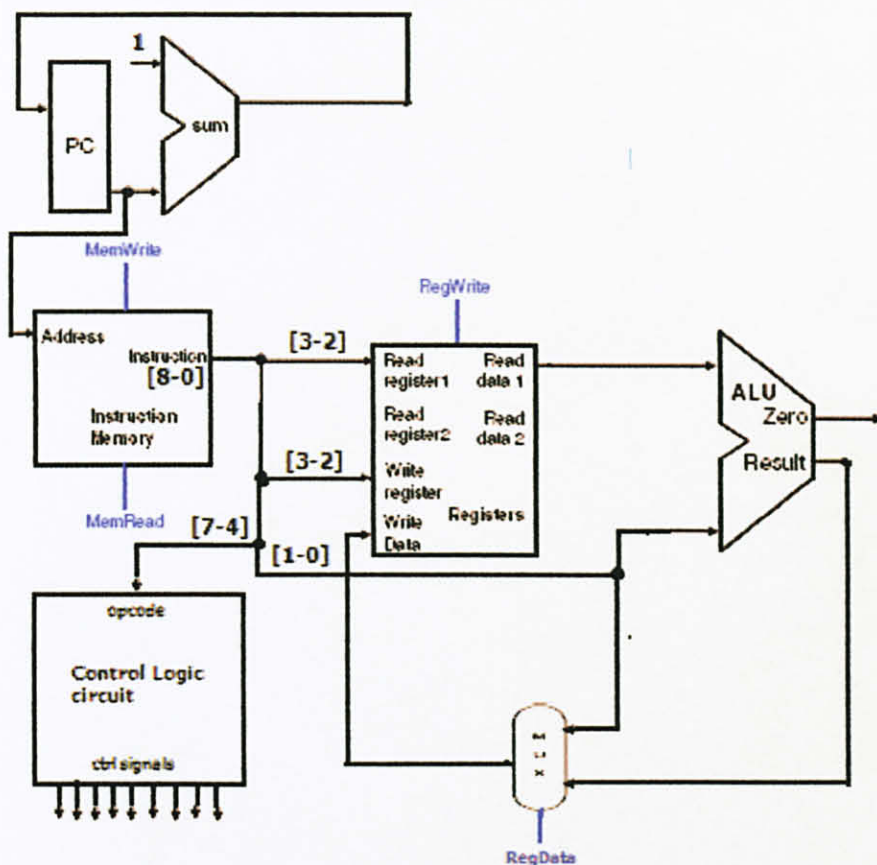 1
sum
PC
MemWrite
RegWrite
Address
Instruction
[8-0]
Instruction
Memory
MemRead
[3-2]
[3-2]
[7-4]
[1-0]
Read
register1
Read
data 1
Read
register2
Read
data 2
Write
register
Write
Data
Registers
ALU
Zero
Result
opcode
Control Logic
circuit
ctrl signals
M
U
X
RegData